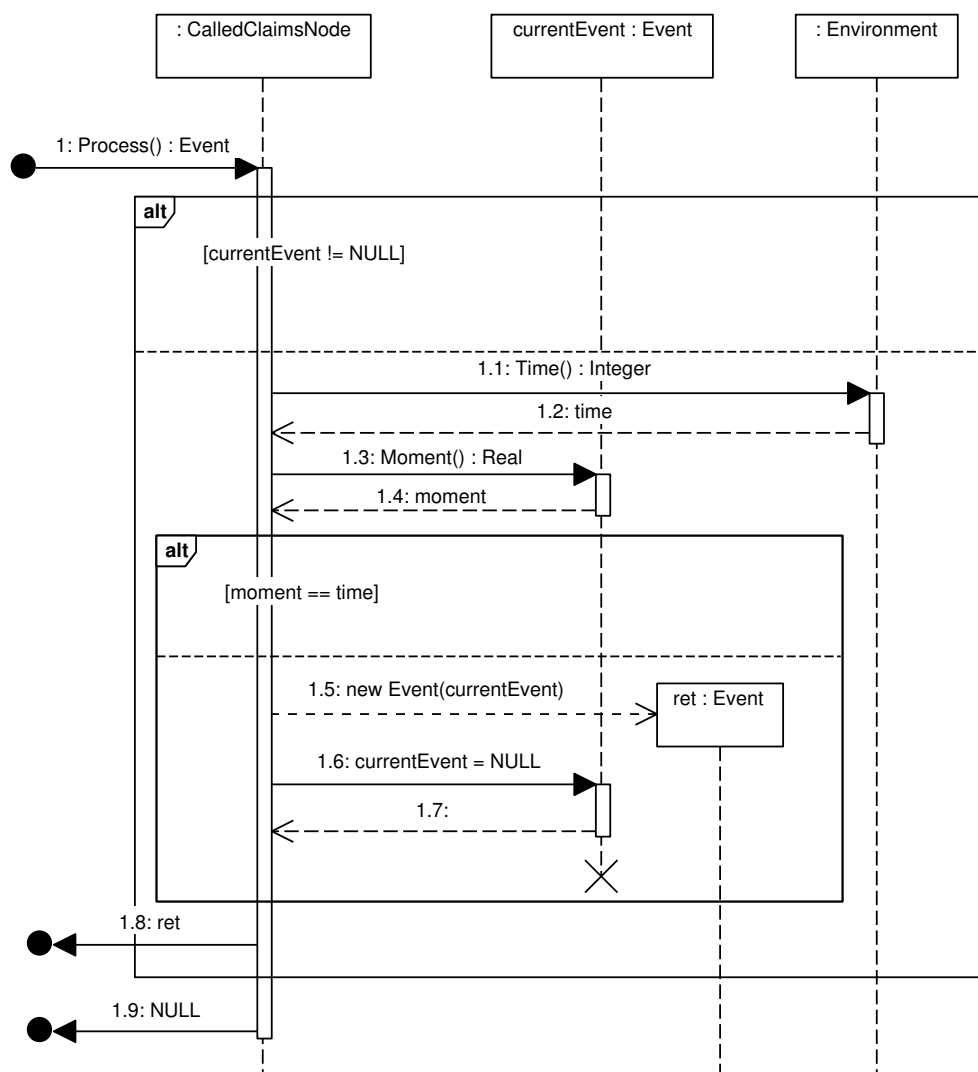 : CalledClaimsNode
currentEvent : Event
: Environment
1: Process() : Event
alt
[currentEvent != NULL]
1.1: Time() : Integer
1.2: time
1.3: Moment() : Real
1.4: moment
alt
[moment == time]
1.5: new Event(currentEvent)
ret : Event
1.6: currentEvent = NULL
1.7:
1.8: ret
1.9: NULL